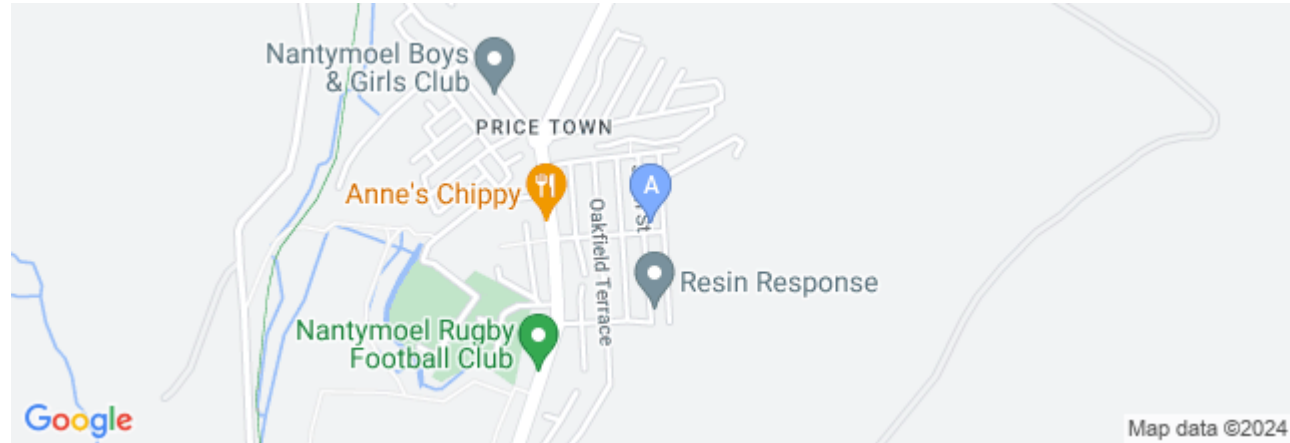 Nantymoel Boys
& Girls Club
PRICE TOWN
Anne's Chippy
A
St
Oakfield Terrace
Resin Response
Nantymoel Rugby
Football Club
Google
Map data ©2024